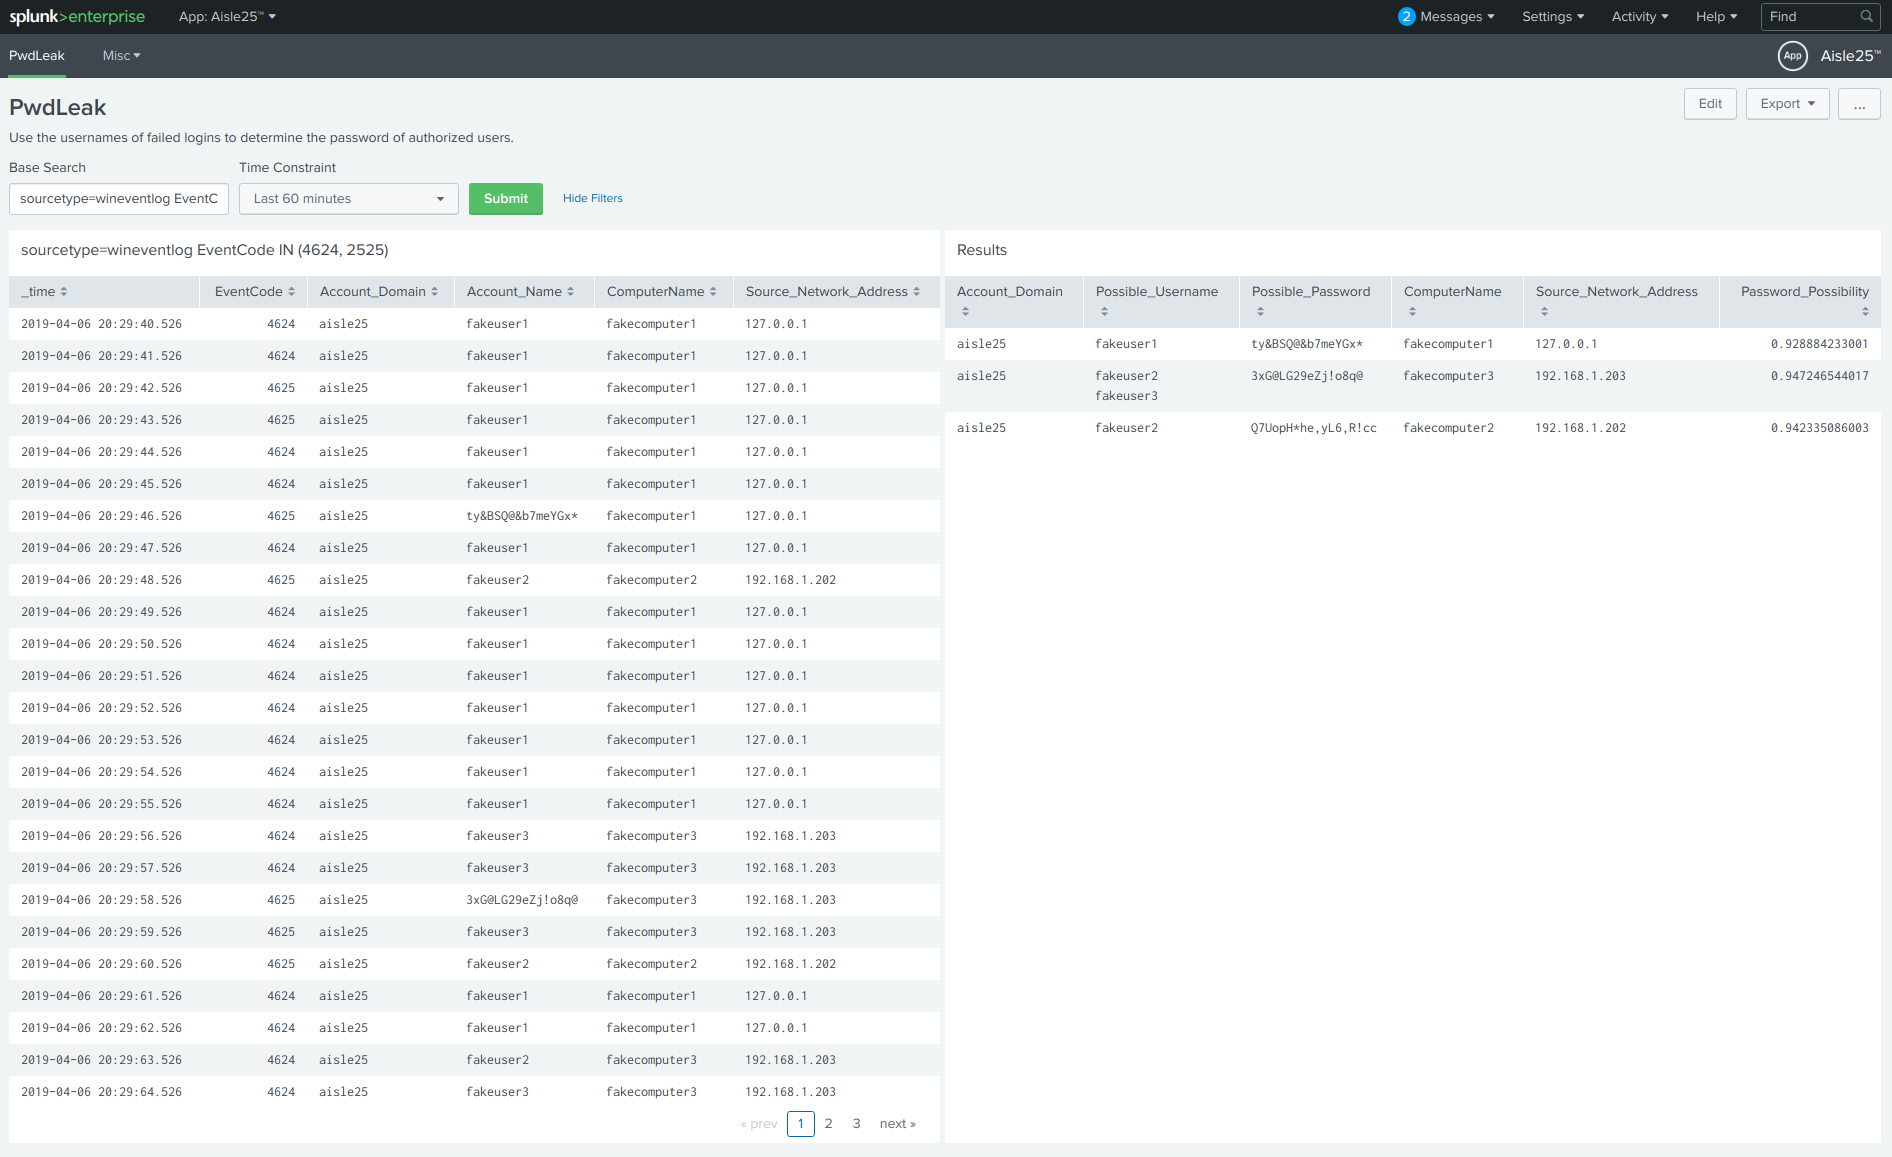 splunk>enterprise App: Aisle25™ 2 Messages Settings Activity Help Find
PwdLeak Misc App Aisle25™
PwdLeak Edit Export ...
Use the usernames of failed logins to determine the password of authorized users.
Base Search Time Constraint
sourcetype=wineventlog EventC Last 60 minutes Submit Hide Filters
sourcetype=wineventlog EventCode IN (4624, 2525)
_time EventCode Account_Domain Account_Name ComputerName Source_Network_Address
2019-04-06 20:29:40.526 4624 aisle25 fakeuser1 fakecomputer1 127.0.0.1
2019-04-06 20:29:41.526 4624 aisle25 fakeuser1 fakecomputer1 127.0.0.1
2019-04-06 20:29:42.526 4625 aisle25 fakeuser1 fakecomputer1 127.0.0.1
2019-04-06 20:29:43.526 4625 aisle25 fakeuser1 fakecomputer1 127.0.0.1
2019-04-06 20:29:44.526 4624 aisle25 fakeuser1 fakecomputer1 127.0.0.1
2019-04-06 20:29:45.526 4624 aisle25 fakeuser1 fakecomputer1 127.0.0.1
2019-04-06 20:29:46.526 4625 aisle25 ty&BSQ@&b7meYGx* fakecomputer1 127.0.0.1
2019-04-06 20:29:47.526 4624 aisle25 fakeuser1 fakecomputer1 127.0.0.1
2019-04-06 20:29:48.526 4625 aisle25 fakeuser2 fakecomputer2 192.168.1.202
2019-04-06 20:29:49.526 4624 aisle25 fakeuser1 fakecomputer1 127.0.0.1
2019-04-06 20:29:50.526 4624 aisle25 fakeuser1 fakecomputer1 127.0.0.1
2019-04-06 20:29:51.526 4624 aisle25 fakeuser1 fakecomputer1 127.0.0.1
2019-04-06 20:29:52.526 4624 aisle25 fakeuser1 fakecomputer1 127.0.0.1
2019-04-06 20:29:53.526 4624 aisle25 fakeuser1 fakecomputer1 127.0.0.1
2019-04-06 20:29:54.526 4624 aisle25 fakeuser1 fakecomputer1 127.0.0.1
2019-04-06 20:29:55.526 4624 aisle25 fakeuser1 fakecomputer1 127.0.0.1
2019-04-06 20:29:56.526 4624 aisle25 fakeuser3 fakecomputer3 192.168.1.203
2019-04-06 20:29:57.526 4624 aisle25 fakeuser3 fakecomputer3 192.168.1.203
2019-04-06 20:29:58.526 4625 aisle25 3xG@LG29eZj!o8q@ fakecomputer3 192.168.1.203
2019-04-06 20:29:59.526 4625 aisle25 fakeuser3 fakecomputer3 192.168.1.203
2019-04-06 20:29:60.526 4625 aisle25 fakeuser2 fakecomputer2 192.168.1.202
2019-04-06 20:29:61.526 4624 aisle25 fakeuser1 fakecomputer1 127.0.0.1
2019-04-06 20:29:62.526 4624 aisle25 fakeuser1 fakecomputer1 127.0.0.1
2019-04-06 20:29:63.526 4624 aisle25 fakeuser2 fakecomputer3 192.168.1.203
2019-04-06 20:29:64.526 4624 aisle25 fakeuser3 fakecomputer3 192.168.1.203
« prev 1 2 3 next »
Results
Account_Domain Possible_Username Possible_Password ComputerName Source_Network_Address Password_Possibility
aisle25 fakeuser1 ty&BSQ@&b7meYGx* fakecomputer1 127.0.0.1 0.928884233001
aisle25 fakeuser2 3xG@LG29eZj!o8q@ fakecomputer3 192.168.1.203 0.947246544017
fakeuser3
aisle25 fakeuser2 Q7UopH*he,yL6,R!cc fakecomputer2 192.168.1.202 0.942335086003